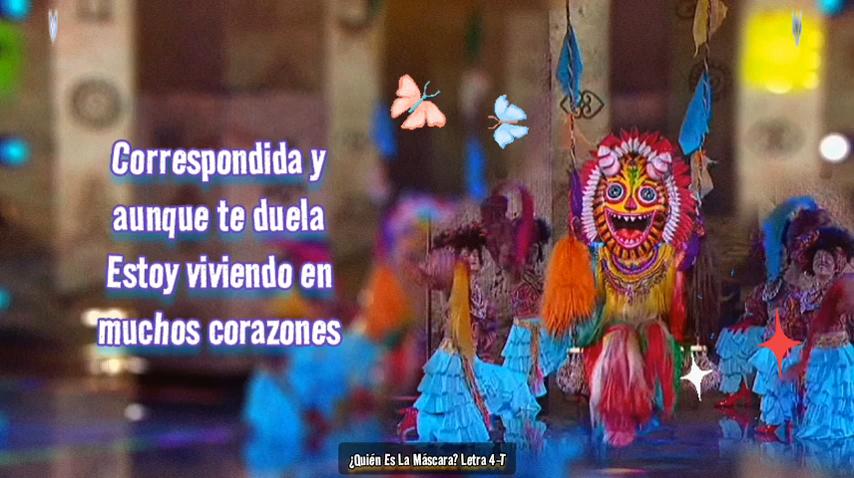 Correspondida y
aunque te duela
Estoy viviendo en
muchos corazones
¿Quién Es La Máscara? Letra 4-T